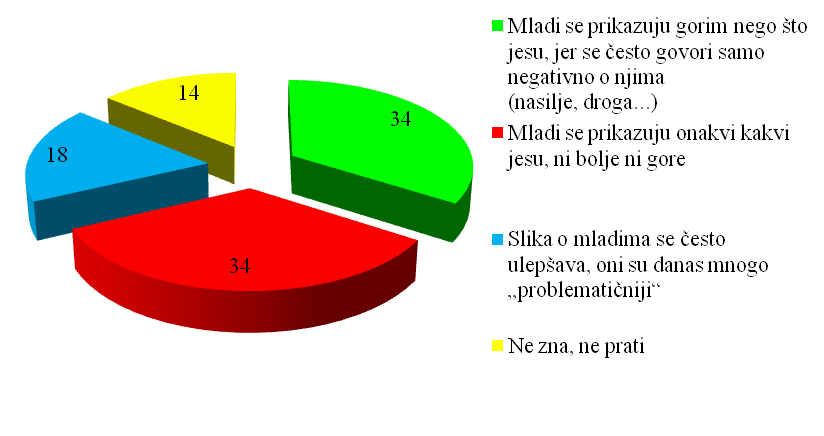 14
34
18
34
Mladi se prikazuju gorim nego što
jesu, jer se često govori samo
negativno o njima
(nasilje, droga...)
Mladi se prikazuju onakvi kakvi
jesu, ni bolje ni gore
Slika o mladima se često
ulepšava, oni su danas mnogo
„problematičniji“
Ne zna, ne prati